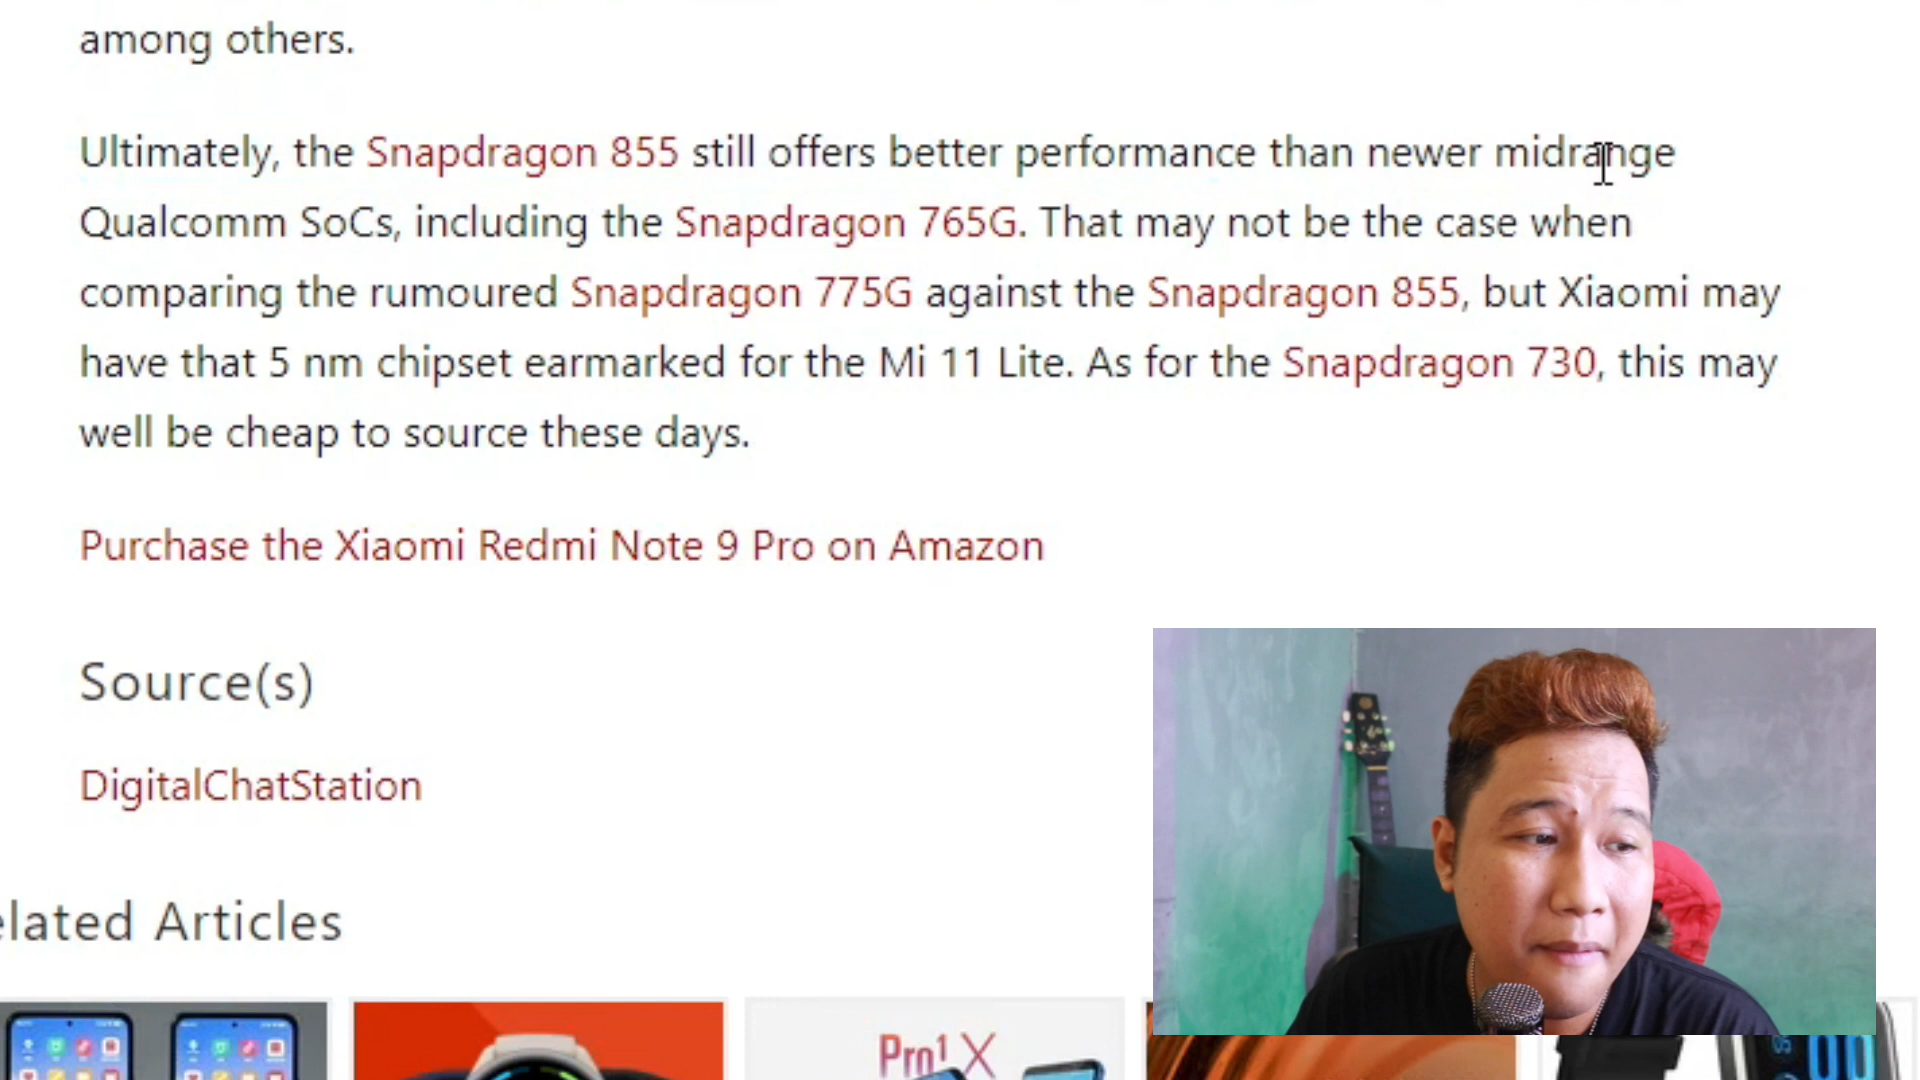 among others.
Ultimately, the Snapdragon 855 still offers better performance than newer midrange
Qualcomm SoCs, including the Snapdragon 765G. That may not be the case when
comparing the rumoured Snapdragon 775G against the Snapdragon 855, but Xiaomi may
have that 5 nm chipset earmarked for the Mi 11 Lite. As for the Snapdragon 730, this may
well be cheap to source these days.
Purchase the Xiaomi Redmi Note 9 Pro on Amazon
Source(s)
DigitalChatStation
elated Articles
Pro¹ X